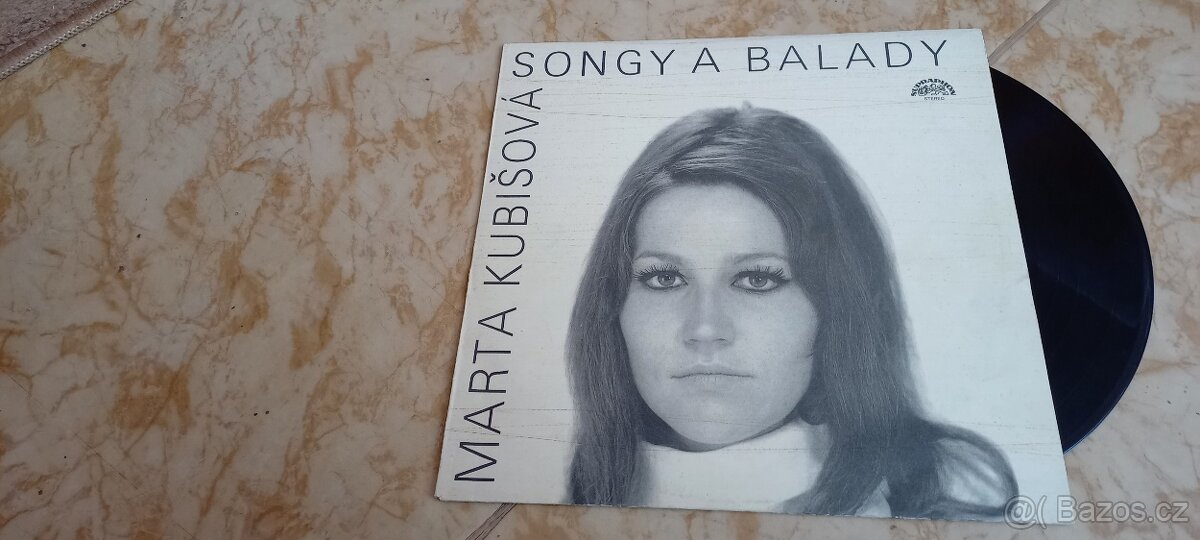 SONGY A BALADY
MARTA KUBIŠOVÁ
SUPRAPHON
STEREO
@( Bazos.cz